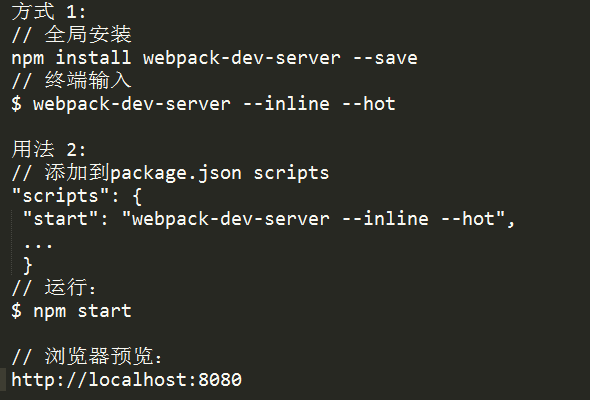 方式 1:
// 全局安装
npm install webpack-dev-server --save
// 终端输入
$ webpack-dev-server --inline --hot
用法 2:
// 添加到package.json scripts
"scripts": {
"start": "webpack-dev-server --inline --hot",
...
}
// 运行：
$ npm start
// 浏览器预览：
http://localhost:8080